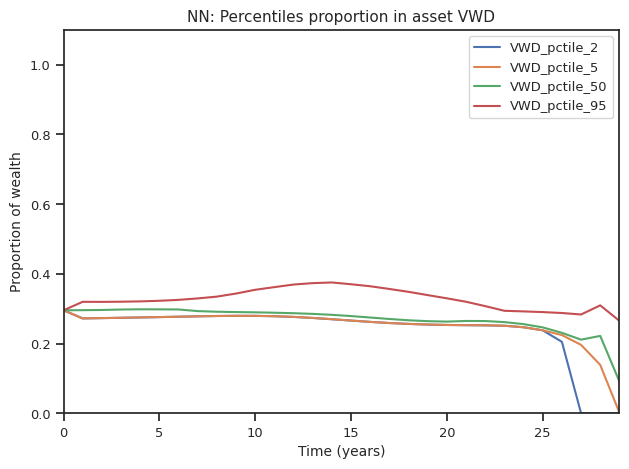 NN: Percentiles proportion in asset VWD
VWD_pctile_2
VWD_pctile_5
VWD_pctile_50
VWD_pctile_95
Proportion of wealth
1.0
0.8
0.6
0.4
0.2
0.0
0 5 10 15 20 25
Time (years)